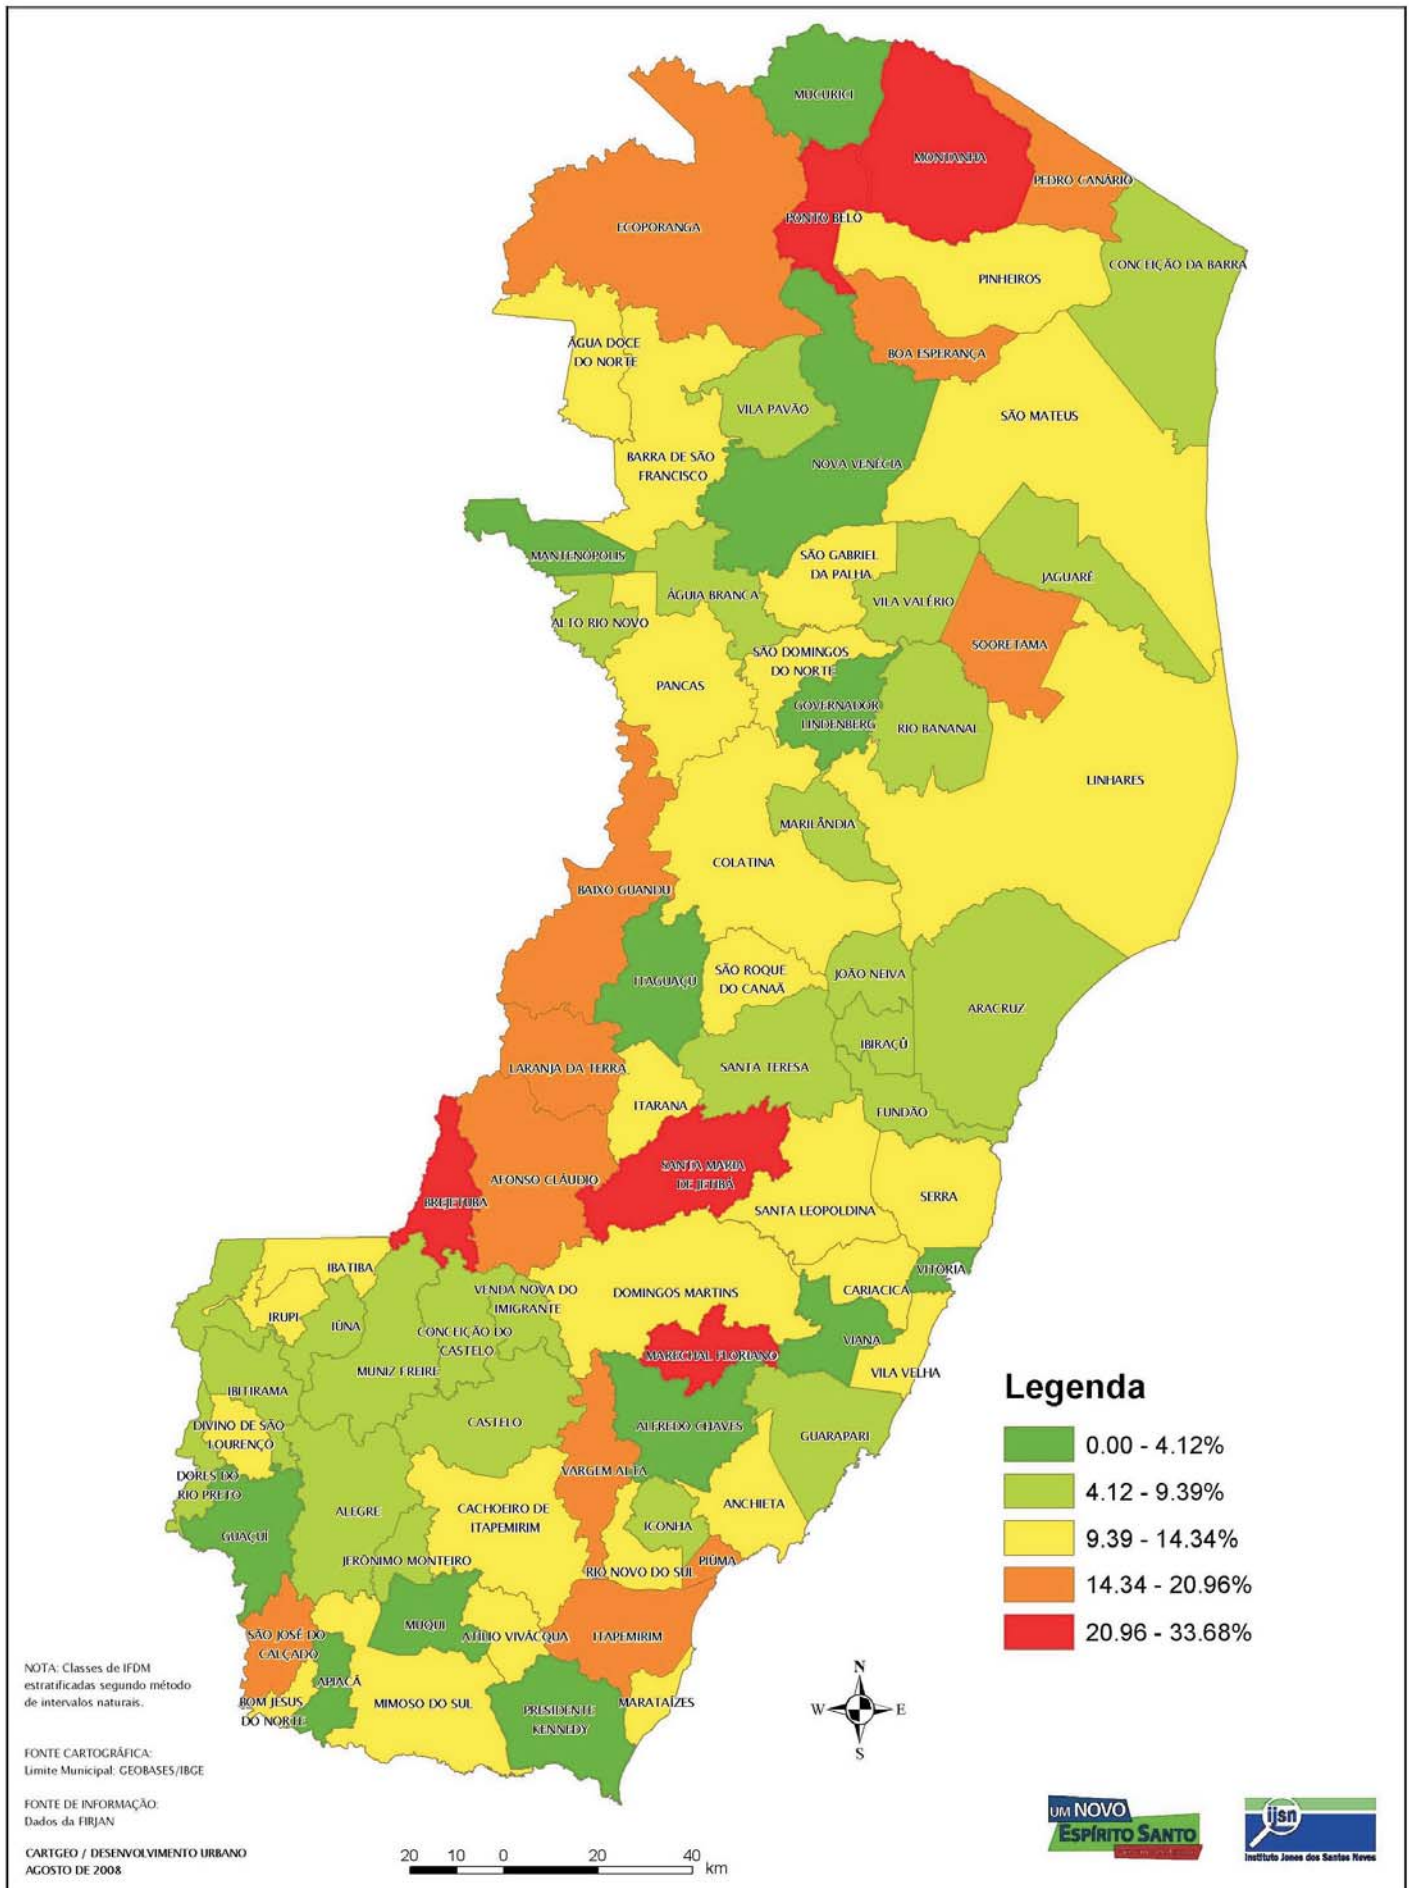 MUCURICI
MONTANHA
PEDRO CANÁRIO
PONTO BELO
ECOPORANGA
CONCEIÇÃO DA BARRA
PINHEIROS
ÁGUA DOCE
DO NORTE
BOA ESPERANÇA
VILA PAVÃO
SÃO MATEUS
BARRA DE SÃO
FRANCISCO
NOVA VENÉCIA
MANTENÓPOLIS
SÃO GABRIEL
DA PALHA
JAGUARÉ
ÁGUIA BRANCA
VILA VALÉRIO
ALTO RIO NOVO
SOORETAMA
SÃO DOMINGOS
DO NORTE
PANCAS
GOVERNADOR
LINDENBERG
RIO BANANAL
LINHARES
MARILÂNDIA
COLATINA
BAIXO GUANDU
ITAGUAÇÚ
SÃO ROQUE
DO CANAÃ
JOÃO NEIVA
ARACRUZ
IBIRAÇÚ
LARANJA DA TERRA
SANTA TERESA
ITARANA
FUNDÃO
SANTA MARIA
DE JETIBÁ
AFONSO CLÁUDIO
BREJETUBA
SANTA LEOPOLDINA
SERRA
IBATIBA
VITÓRIA
VENDA NOVA DO
IMIGRANTE
DOMINGOS MARTINS
CARIACICA
IRUPI
IÚNA
CONCEIÇÃO DO
CASTELO
VIANA
MARECHAL FLORIANO
MUNIZ FREIRE
VILA VELHA
IBITIRAMA
DIVINO DE SÃO
LOURENÇO
CASTELO
ALFREDO CHAVES
GUARAPARI
DORES DO
RIO PRETO
VARGEM ALTA
ALEGRE
CACHOEIRO DE
ITAPEMIRIM
ANCHIETA
GUAÇUÍ
ICONHA
JERÔNIMO MONTEIRO
RIO NOVO DO SUL
PIÚMA
MUQUI
ATÍLIO VIVÁCQUA
ITAPEMIRIM
SÃO JOSÉ DO
CALÇADO
APIACÁ
BOM JESUS
DO NORTE
MIMOSO DO SUL
PRESIDENTE
KENNEDY
MARATAÍZES
Legenda
0.00 - 4.12%
4.12 - 9.39%
9.39 - 14.34%
14.34 - 20.96%
20.96 - 33.68%
N
W
E
S
NOTA: Classes de IFDM
estratificadas segundo método
de intervalos naturais.
FONTE CARTOGRÁFICA:
Limite Municipal: GEOBASES/IBGE
FONTE DE INFORMAÇÃO:
Dados da FIRJAN
CARTGEO / DESENVOLVIMENTO URBANO
AGOSTO DE 2008
20 10 0 20 40
km
UM NOVO
ESPÍRITO SANTO
ijsn
Instituto Jones dos Santos Neves